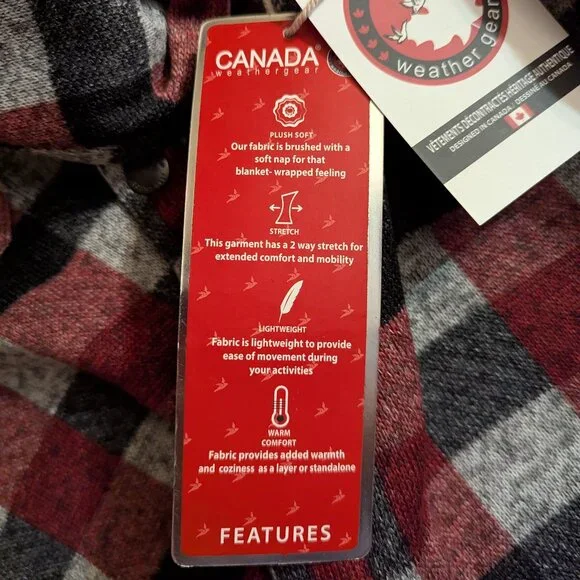 CANADA®
weathergear
PLUSH SOFT
Our fabric is brushed with a
soft nap for that
blanket- wrapped feeling
STRETCH
This garment has a 2 way stretch for
extended comfort and mobility
LIGHTWEIGHT
Fabric is lightweight to provide
ease of movement during
your activities
WARM
COMFORT
Fabric provides added warmth
and coziness as a layer or standalone
FEATURES
weather gear
VÊTEMENTS DÉCONTRACTÉS HÉRITAGE AUTHENTIQUE
DESIGNED IN CANADA - DESSINÉ AU CANADA